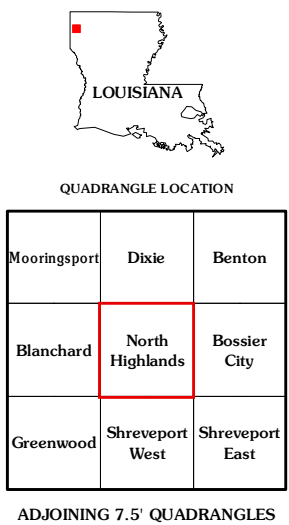 LOUISIANA
QUADRANGLE LOCATION
Mooringsport Dixie Benton
Blanchard North Highlands Bossier City
Greenwood Shreveport West Shreveport East
ADJOINING 7.5' QUADRANGLES